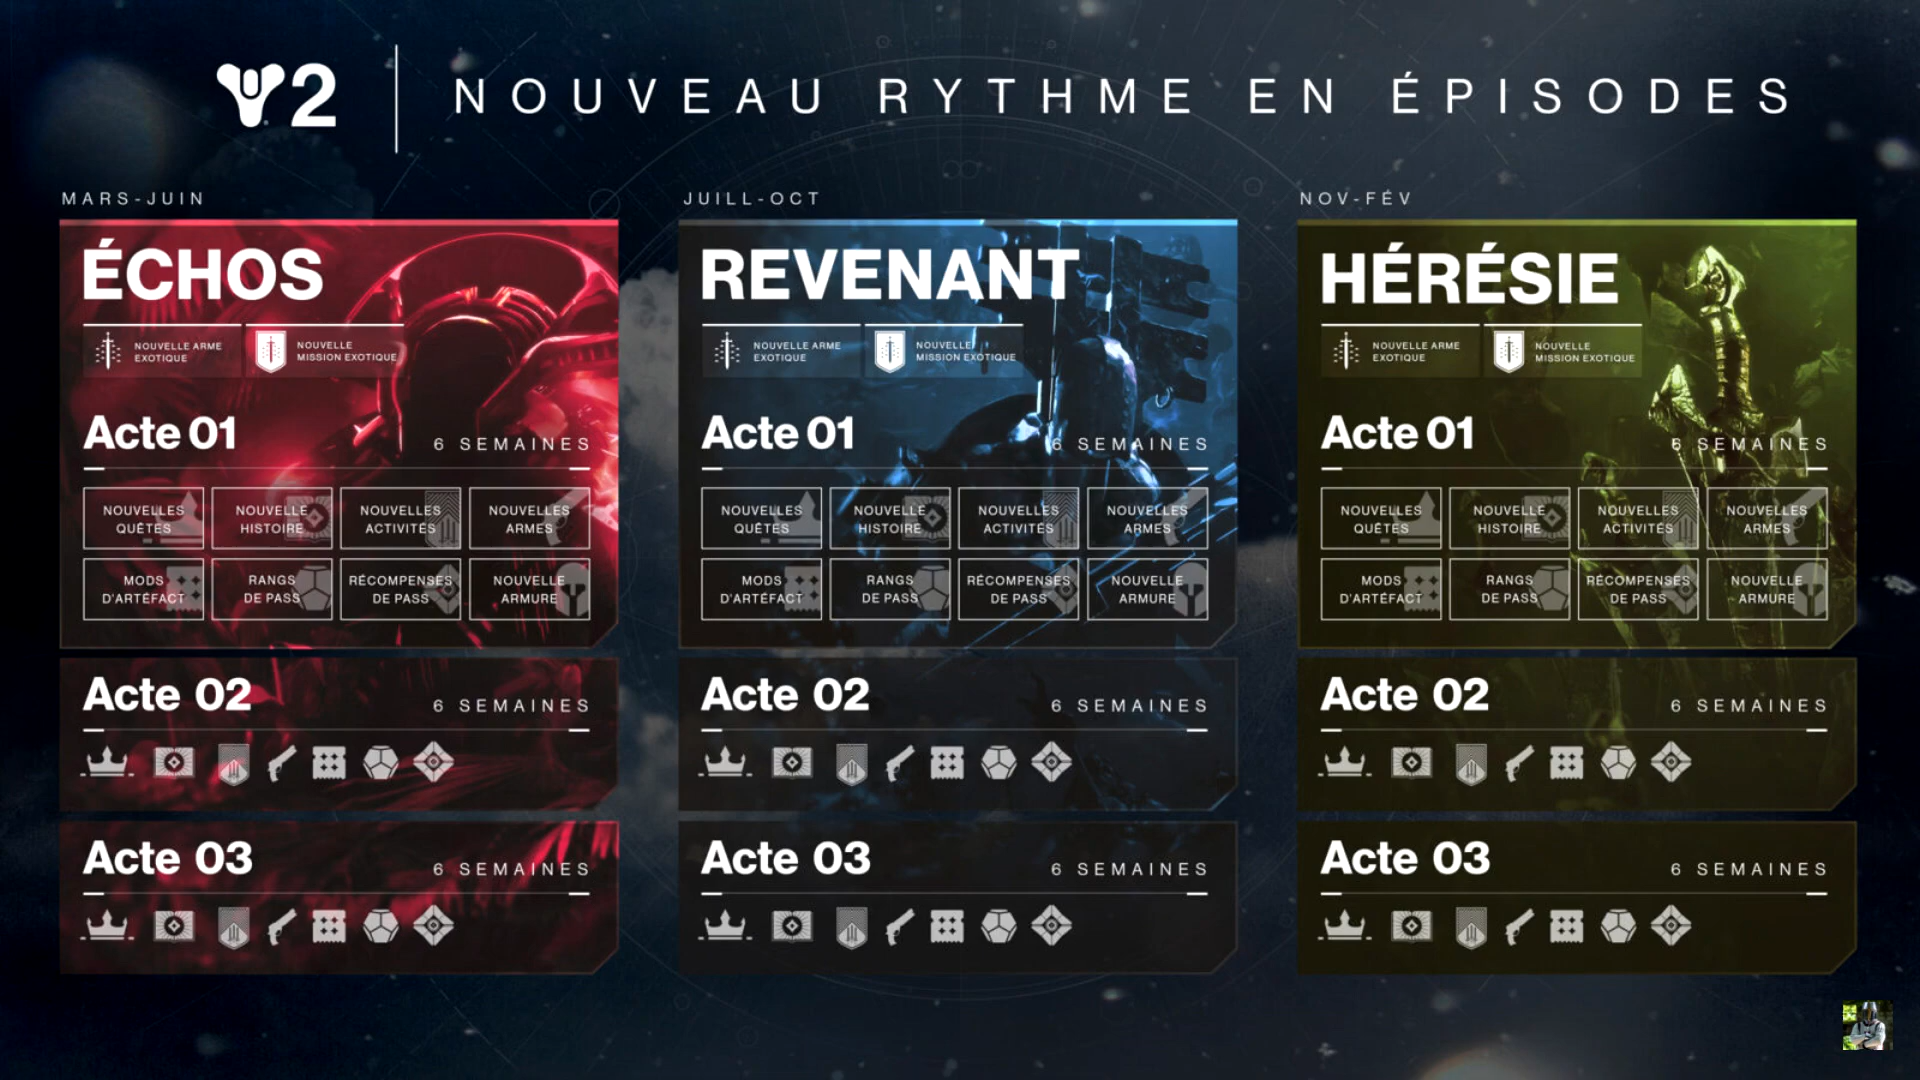 2 | NOUVEAU RYTHME EN ÉPISODES
MARS-JUIN
ÉCHOS
NOUVELLE ARME
EXOTIQUE
NOUVELLE
MISSION EXOTIQUE
Acte 01
6 SEMAINES
NOUVELLES
QUÊTES
NOUVELLE
HISTOIRE
NOUVELLES
ACTIVITÉS
NOUVELLES
ARMES
MODS
D'ARTÉFACT
RANGS
DE PASS
RÉCOMPENSES
DE PASS
NOUVELLE
ARMURE
Acte 02
6 SEMAINES
Acte 03
6 SEMAINES
JUILL-OCT
REVENANT
NOUVELLE ARME
EXOTIQUE
NOUVELLE
MISSION EXOTIQUE
Acte 01
6 SEMAINES
NOUVELLES
QUÊTES
NOUVELLE
HISTOIRE
NOUVELLES
ACTIVITÉS
NOUVELLES
ARMES
MODS
D'ARTÉFACT
RANGS
DE PASS
RÉCOMPENSES
DE PASS
NOUVELLE
ARMURE
Acte 02
6 SEMAINES
Acte 03
6 SEMAINES
NOV-FÉV
HÉRÉSIE
NOUVELLE ARME
EXOTIQUE
NOUVELLE
MISSION EXOTIQUE
Acte 01
6 SEMAINES
NOUVELLES
QUÊTES
NOUVELLE
HISTOIRE
NOUVELLES
ACTIVITÉS
NOUVELLES
ARMES
MODS
D'ARTÉFACT
RANGS
DE PASS
RÉCOMPENSES
DE PASS
NOUVELLE
ARMURE
Acte 02
6 SEMAINES
Acte 03
6 SEMAINES